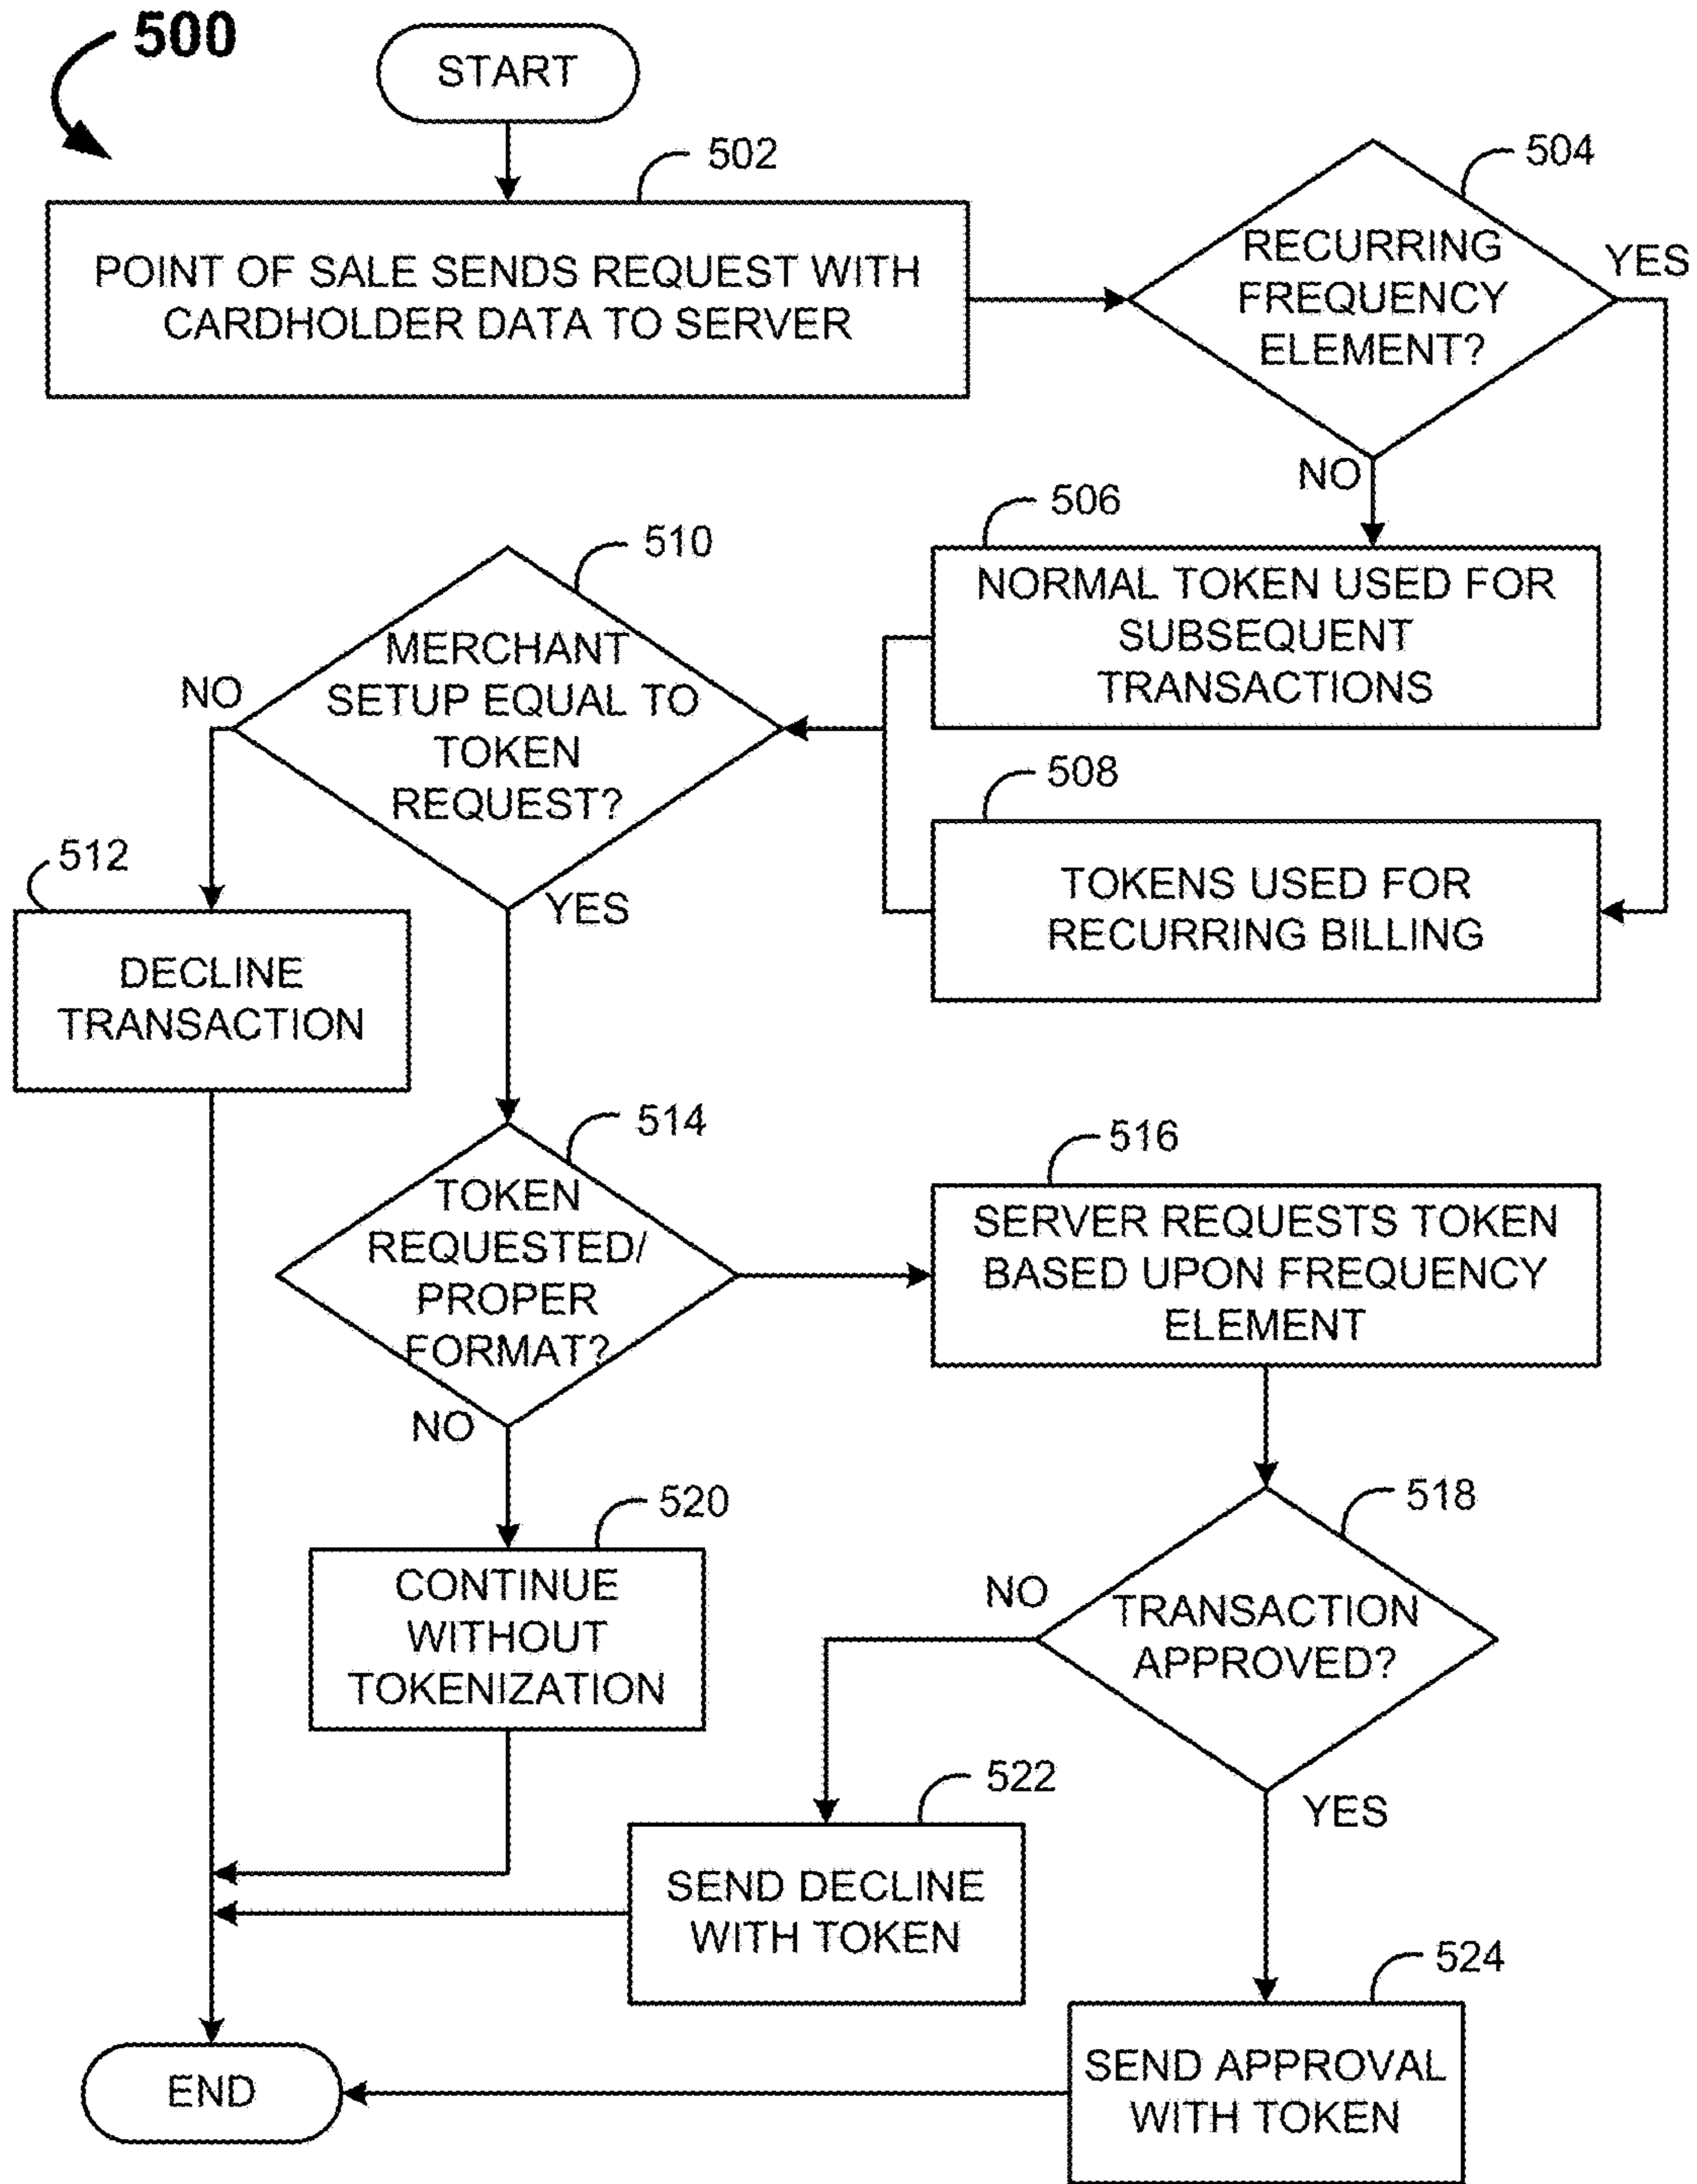 500
START
502
POINT OF SALE SENDS REQUEST WITH
CARDHOLDER DATA TO SERVER
504
RECURRING
FREQUENCY
ELEMENT?
YES
NO
506
NORMAL TOKEN USED FOR
SUBSEQUENT
TRANSACTIONS
508
TOKENS USED FOR
RECURRING BILLING
510
MERCHANT
SETUP EQUAL TO
TOKEN
REQUEST?
NO
YES
512
DECLINE
TRANSACTION
514
TOKEN
REQUESTED/
PROPER
FORMAT?
NO
516
SERVER REQUESTS TOKEN
BASED UPON FREQUENCY
ELEMENT
518
TRANSACTION
APPROVED?
NO
YES
520
CONTINUE
WITHOUT
TOKENIZATION
522
SEND DECLINE
WITH TOKEN
524
SEND APPROVAL
WITH TOKEN
END